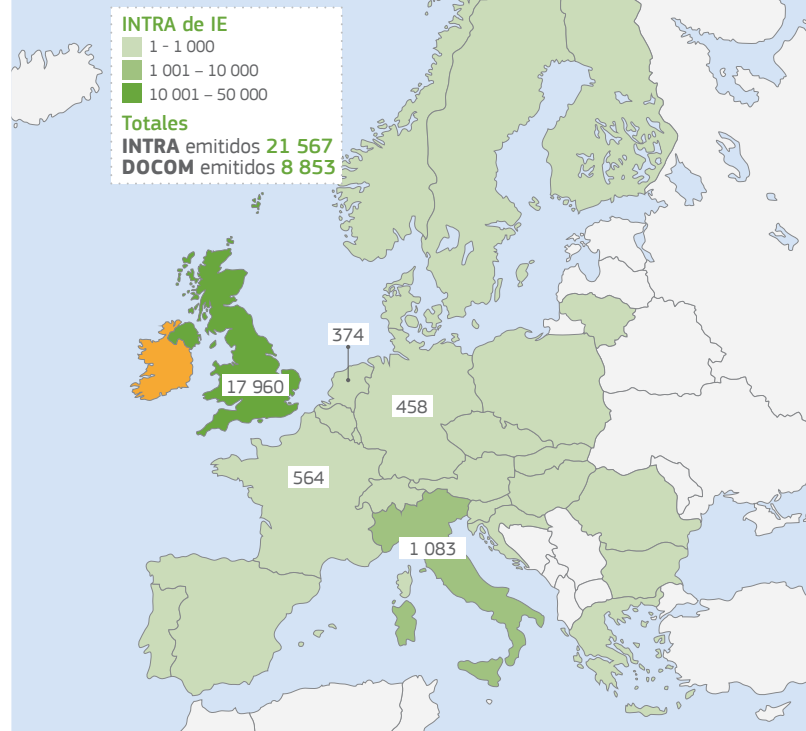 INTRA de IE
1 - 1 000
1 001 – 10 000
10 001 – 50 000
Totales
INTRA emitidos 21 567
DOCOM emitidos 8 853
374
17 960
458
564
1 083